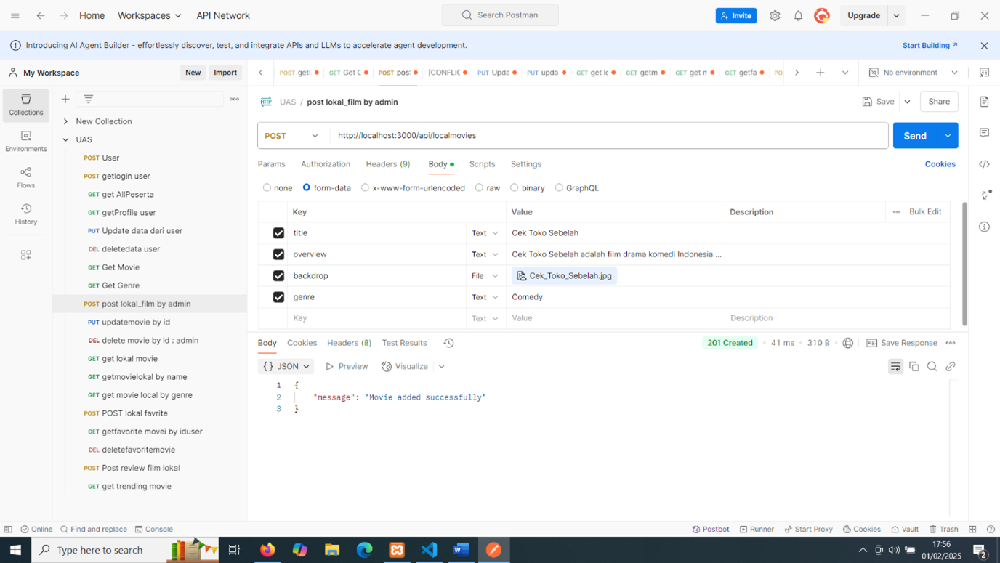 Home Workspaces API Network Search Postman Invite Upgrade
Introducing AI Agent Builder - effortlessly discover, test, and integrate APIs and LLMs to accelerate agent development. Start Building
My Workspace New Import POST getl GET Get C POST pos [CONFLIC PUT Upda PUT upda GET get lo GET getm GET get m GET getfa POS No environment
Collections
Environments
Flows
History
New Collection
UAS
POST User
POST getlogin user
GET get AllPeserta
GET getProfile user
PUT Update data dari user
DEL deletedata user
GET Get Movie
GET Get Genre
POST post lokal_film by admin
PUT updatemovie by id
DEL delete movie by id : admin
GET get lokal movie
GET getmovielokal by name
GET get movie local by genre
POST POST lokal favrite
GET getfavorite movei by iduser
DEL deletefavoritemovie
POST Post review film lokal
GET get trending movie
HTTP UAS / post lokal_film by admin Save Share
POST http://localhost:3000/api/localmovies Send
Params Authorization Headers (9) Body Scripts Settings Cookies
none form-data x-www-form-urlencoded raw binary GraphQL
Key Value Description Bulk Edit
title Text Cek Toko Sebelah
overview Text Cek Toko Sebelah adalah film drama komedi Indonesia ...
backdrop File Cek_Toko_Sebelah.jpg
genre Text Comedy
Key Text Value Description
Body Cookies Headers (8) Test Results 201 Created 41 ms 310 B Save Response
{} JSON Preview Visualize
1 {
2 "message": "Movie added successfully"
3 }
Online Find and replace Console Postbot Runner Start Proxy Cookies Vault Trash
Type here to search
17:56
01/02/2025
2